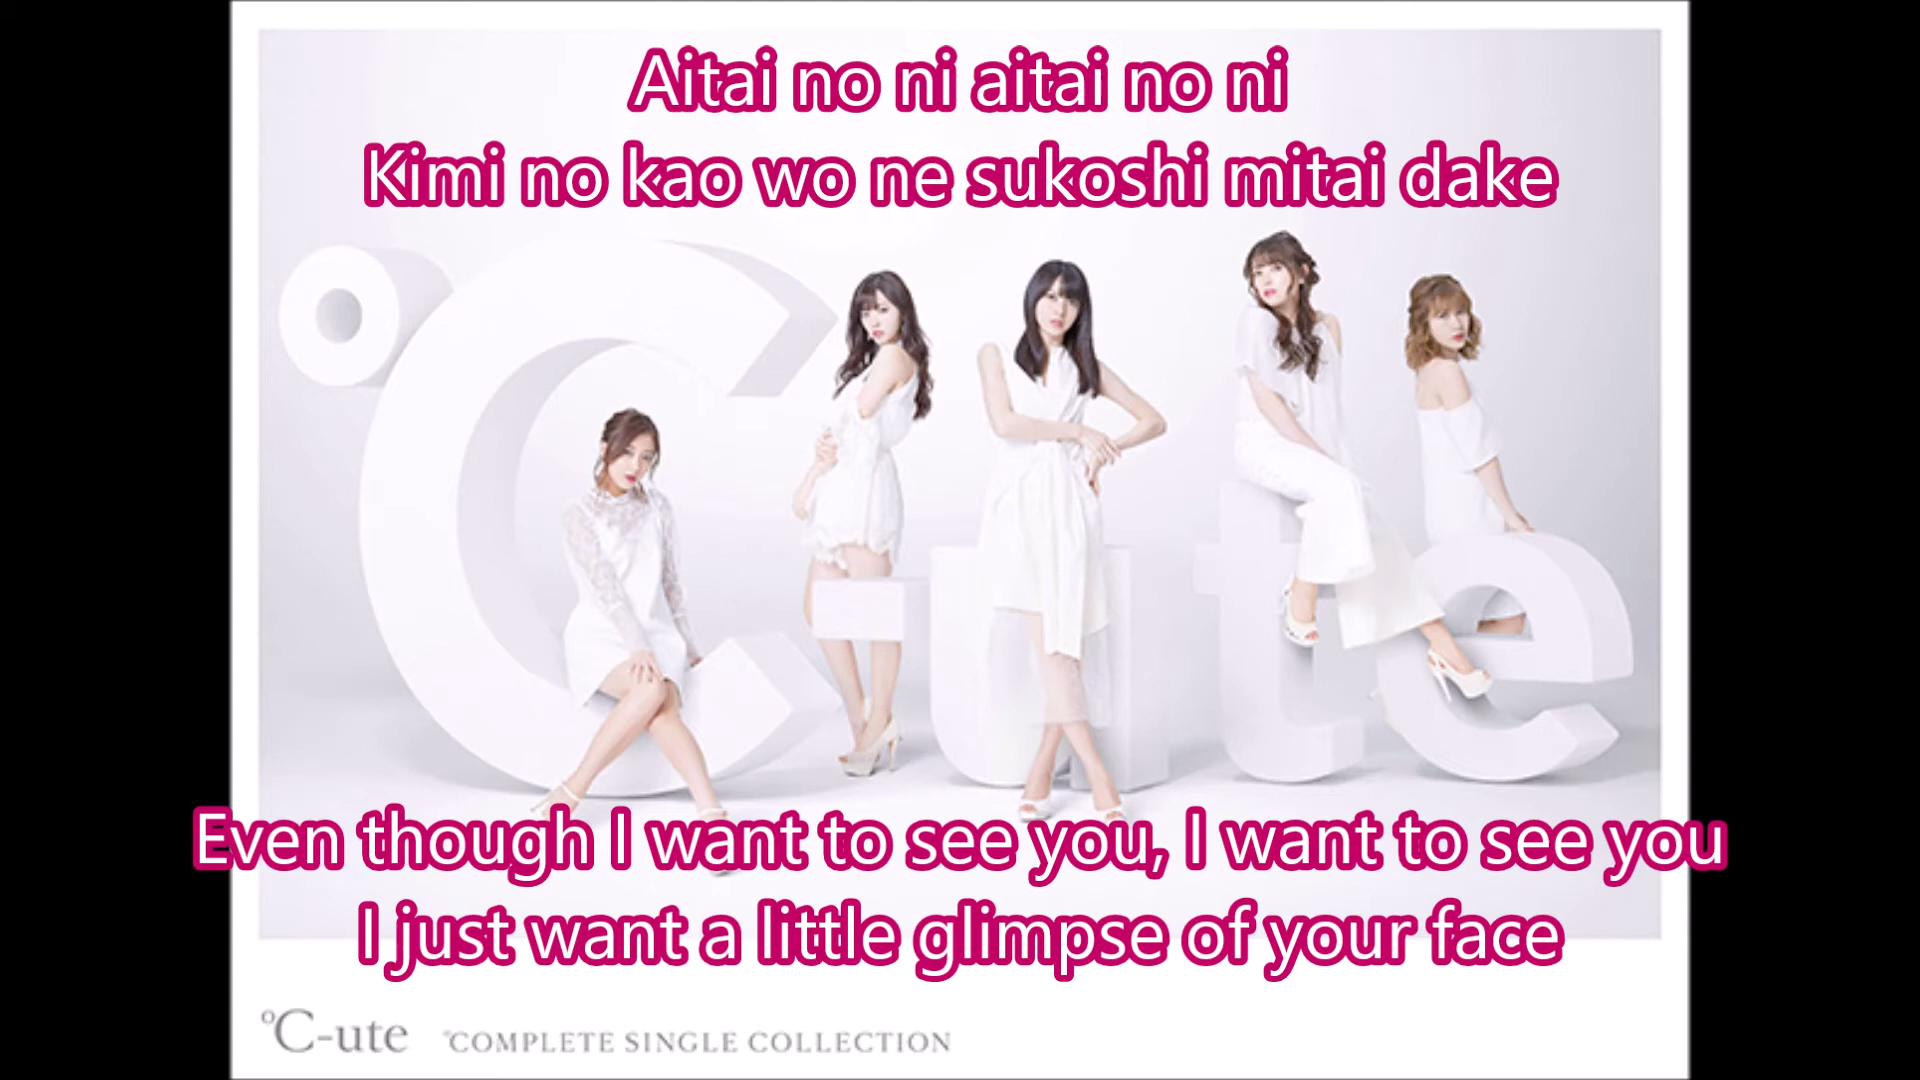 Aitai no ni aitai no ni
Kimi no kao wo ne sukoshi mitai dake
°C-ute
Even though I want to see you, I want to see you
I just want a little glimpse of your face
°C-ute °COMPLETE SINGLE COLLECTION